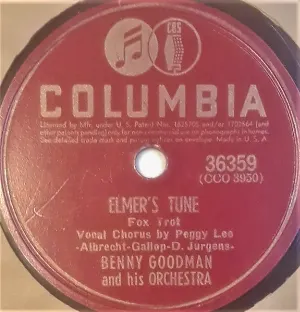 CBS
COLUMBIA
36359
(CCO 3950)
ELMER'S TUNE
Fox Trot
Vocal Chorus by Peggy Lee
-Albrecht-Gallop-D. Jurgens-
BENNY GOODMAN
and his ORCHESTRA